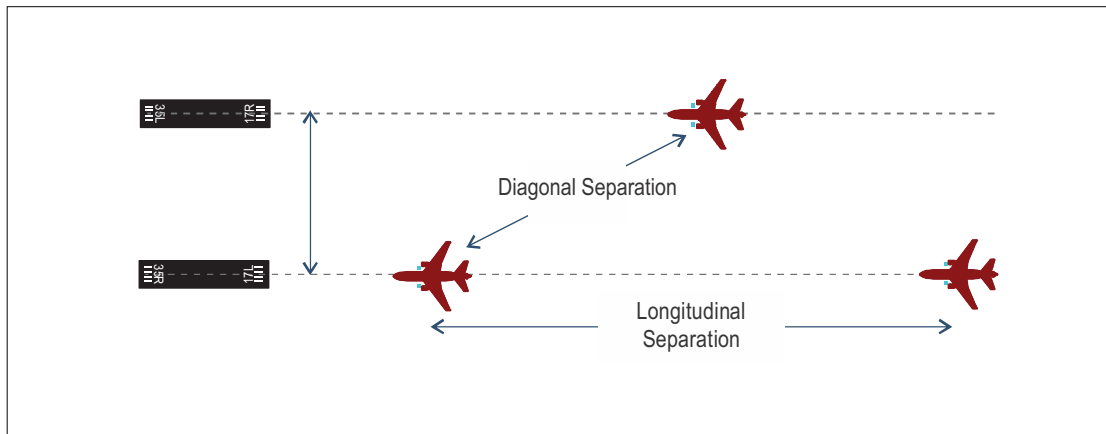 35L 17R
Diagonal Separation
35R 17L
Longitudinal
Separation